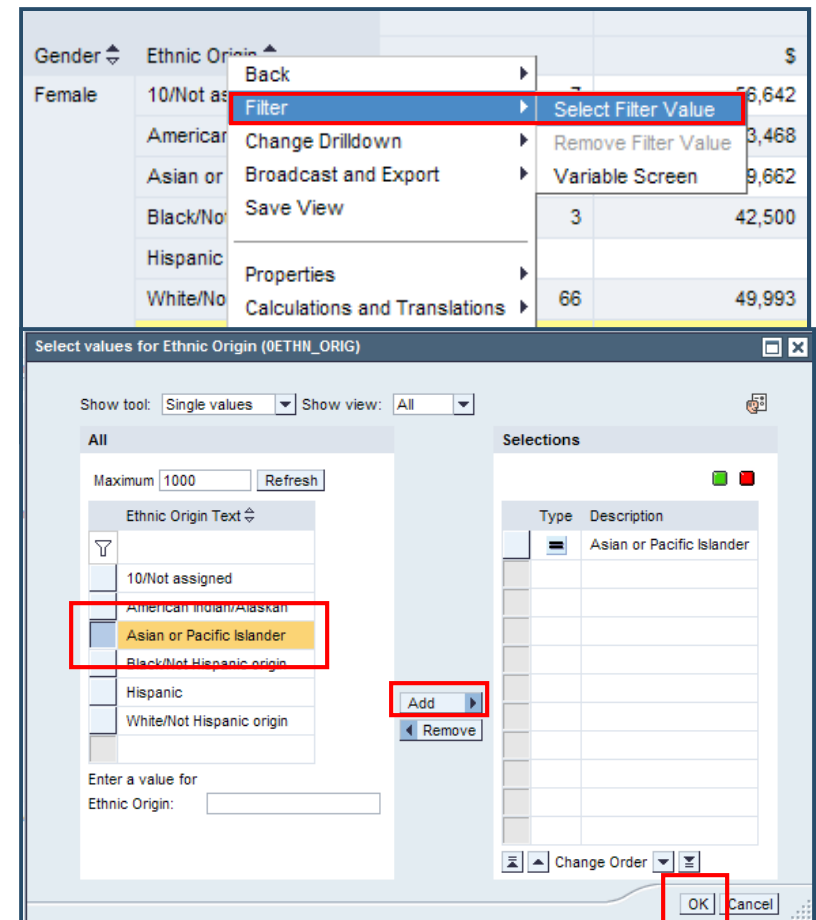 Gender Ethnic Origin $
Back
Female 10/Not as 7 56,642
Filter Select Filter Value
American Change Drilldown Remove Filter Value 3,468
Asian or Broadcast and Export Variable Screen 9,662
Black/Not Save View 3 42,500
Hispanic
Properties
White/No Calculations and Translations 66 49,993
Select values for Ethnic Origin (0ETHN_ORIG)
Show tool: Single values Show view: All
All Selections
Maximum 1000 Refresh
Ethnic Origin Text Type Description
Asian or Pacific Islander
10/Not assigned
American Indian/Alaskan
Asian or Pacific Islander
Black/Not Hispanic origin
Hispanic
Add
White/Not Hispanic origin
Remove
Enter a value for
Ethnic Origin:
Change Order
OK Cancel